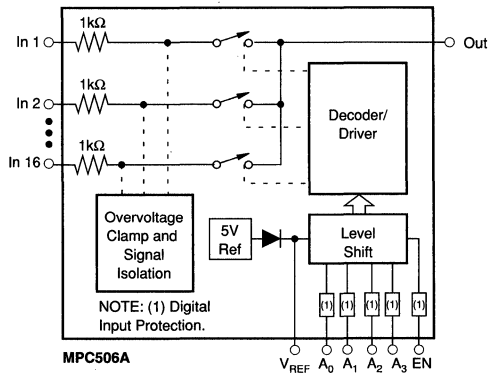 1kΩ
In 1
Out
1kΩ
In 2
1kΩ
In 16
Decoder/
Driver
Overvoltage
Clamp and
Signal
Isolation
5V
Ref
Level
Shift
NOTE: (1) Digital
Input Protection.
(1) (1) (1) (1) (1)
MPC506A
VREF A0 A1 A2 A3 EN